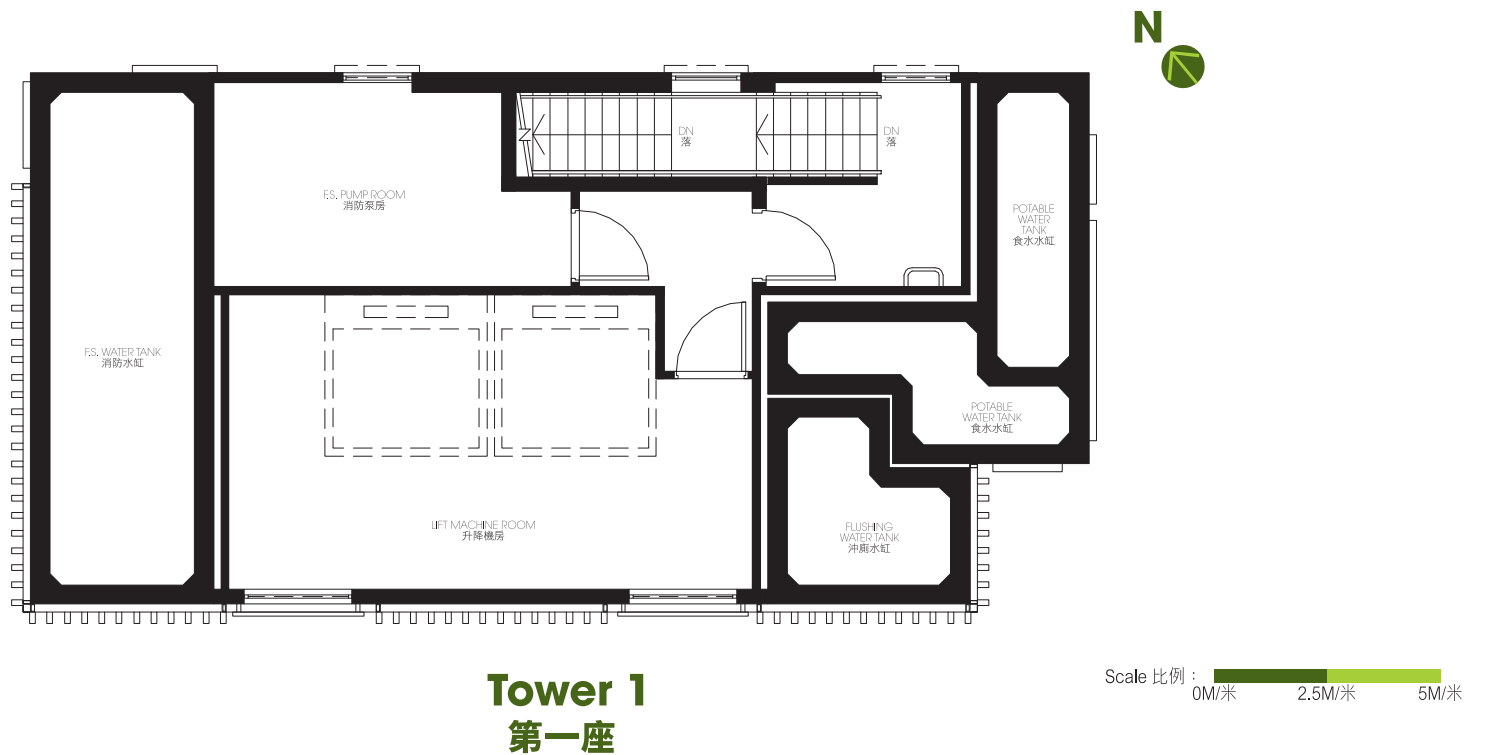 N
DN
落
DN
落
F.S. PUMP ROOM
消防泵房
POTABLE
WATER
TANK
食水水缸
F.S. WATER TANK
消防水缸
POTABLE
WATER TANK
食水水缸
LIFT MACHINE ROOM
升降機房
FLUSHING
WATER TANK
沖廁水缸
Tower 1
第一座
Scale 比例 :
0M/米 2.5M/米 5M/米